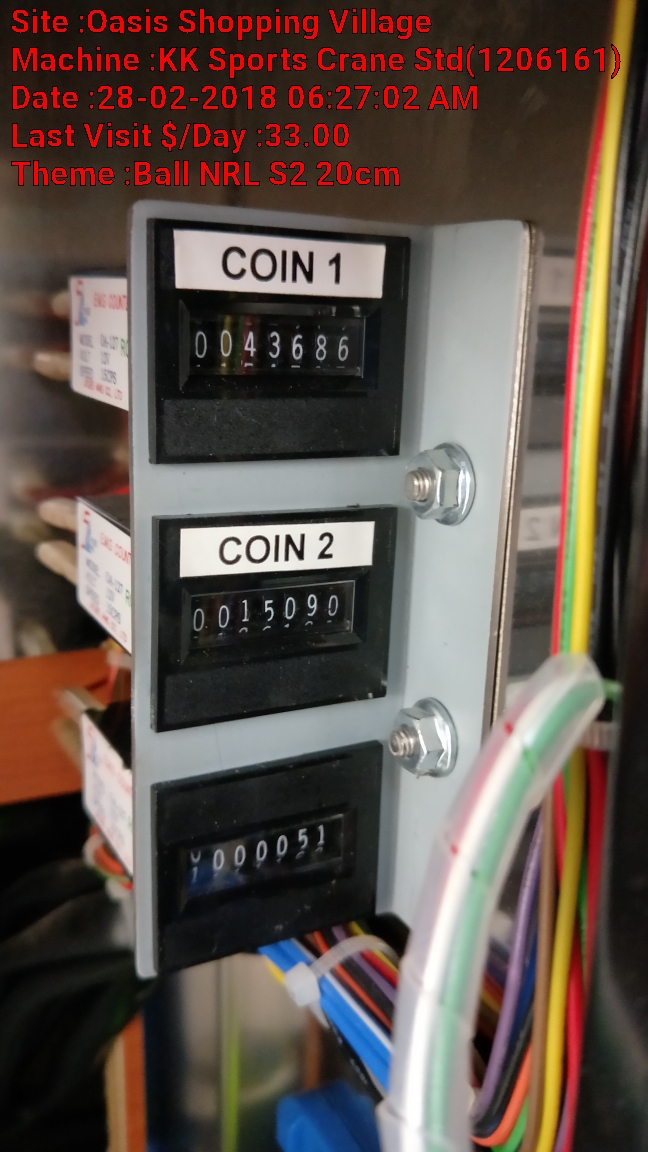 Site :Oasis Shopping Village
Machine :KK Sports Crane Std(1206161)
Date :28-02-2018 06:27:02 AM
Last Visit $/Day :33.00
Theme :Ball NRL S2 20cm
COIN 1
0043686
COIN 2
0015090
000051